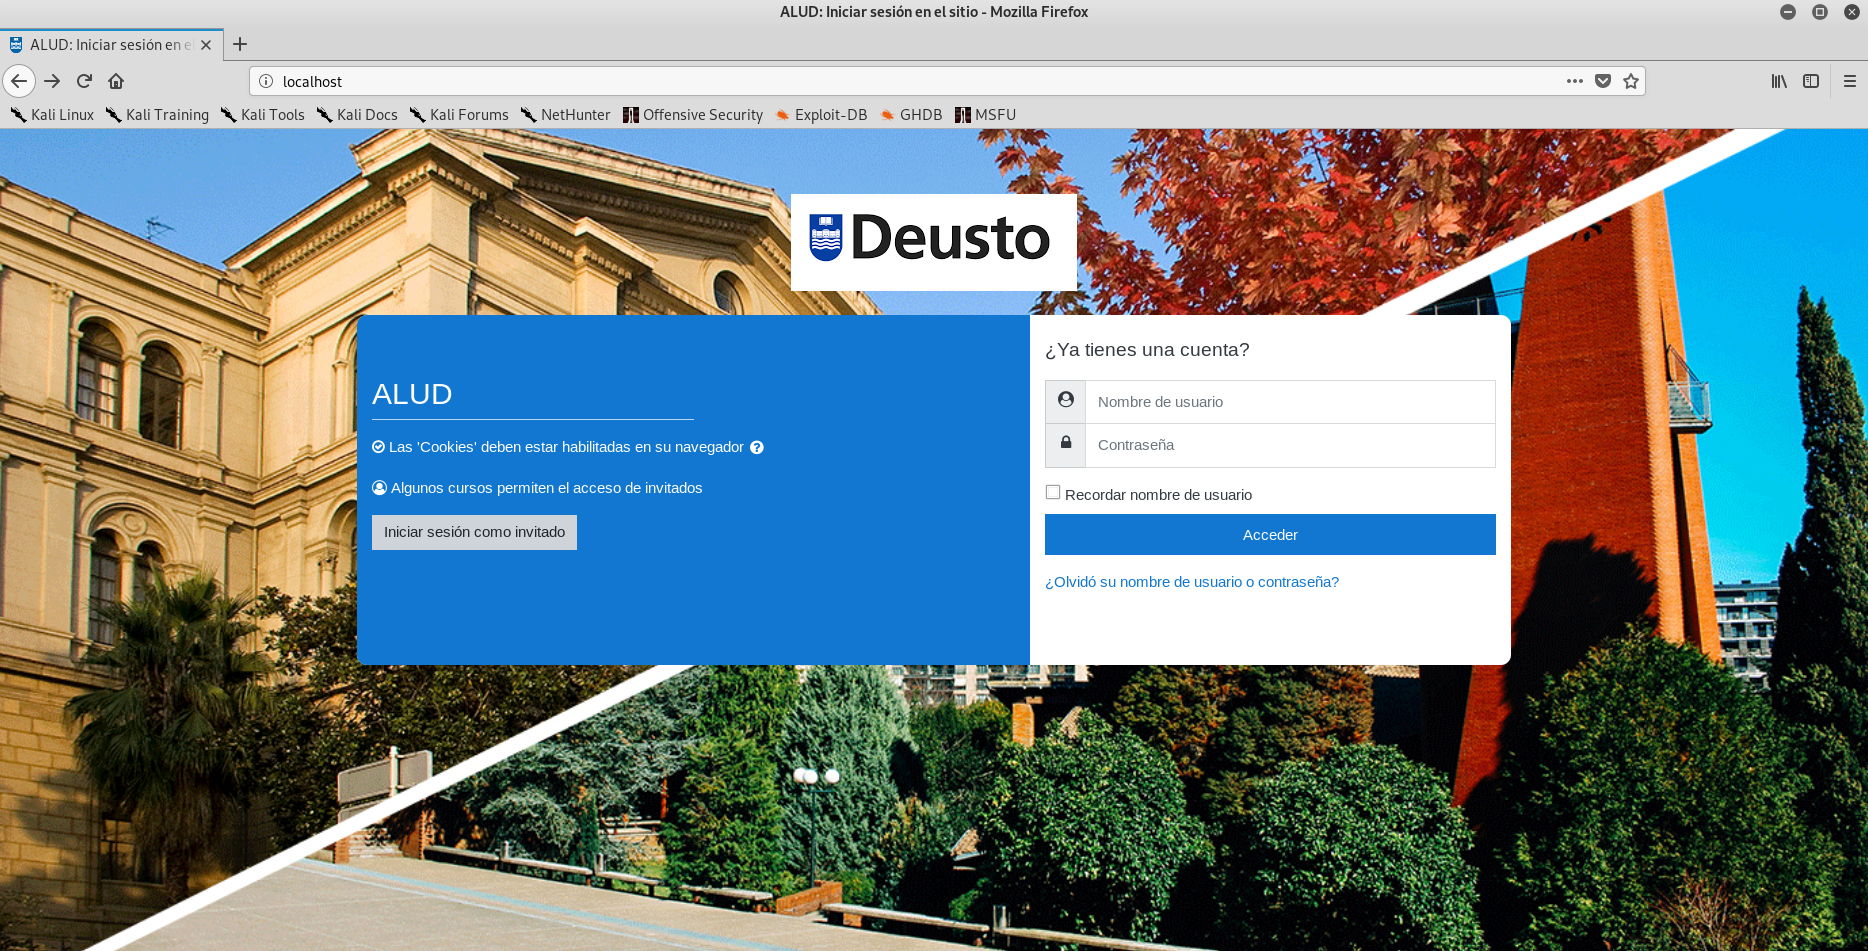 ALUD: Iniciar sesión en el sitio - Mozilla Firefox
ALUD: Iniciar sesión en el
localhost
Kali Linux Kali Training Kali Tools Kali Docs Kali Forums NetHunter Offensive Security Exploit-DB GHDB MSFU
Deusto
¿Ya tienes una cuenta?
ALUD
Nombre de usuario
Las 'Cookies' deben estar habilitadas en su navegador
Contraseña
Algunos cursos permiten el acceso de invitados
Recordar nombre de usuario
Iniciar sesión como invitado
Acceder
¿Olvidó su nombre de usuario o contraseña?